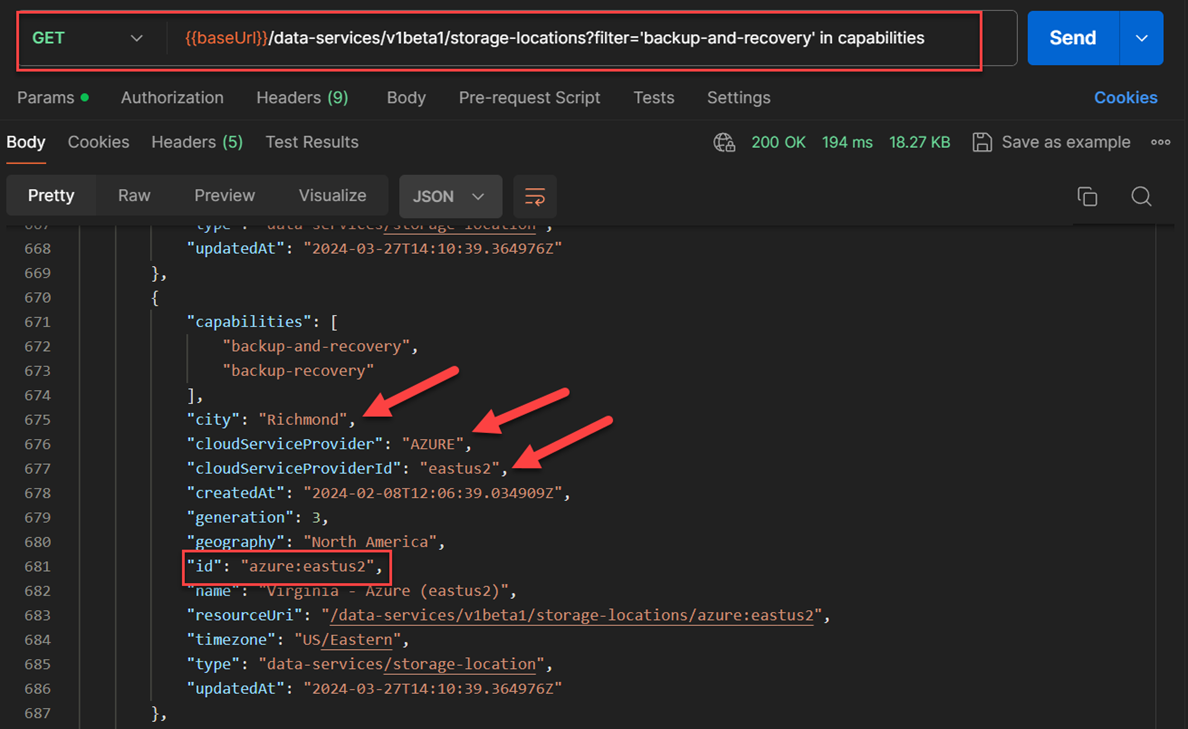 GET {{baseUrl}}/data-services/v1beta1/storage-locations?filter='backup-and-recovery' in capabilities Send
Params Authorization Headers (9) Body Pre-request Script Tests Settings Cookies
Body Cookies Headers (5) Test Results 200 OK 194 ms 18.27 KB Save as example
Pretty Raw Preview Visualize JSON
667 "type": "data-services/storage-location",
668 "updatedAt": "2024-03-27T14:10:39.364976Z"
669 },
670 {
671 "capabilities": [
672 "backup-and-recovery",
673 "backup-recovery"
674 ],
675 "city": "Richmond",
676 "cloudServiceProvider": "AZURE",
677 "cloudServiceProviderId": "eastus2",
678 "createdAt": "2024-02-08T12:06:39.034909Z",
679 "generation": 3,
680 "geography": "North America",
681 "id": "azure:eastus2",
682 "name": "Virginia - Azure (eastus2)",
683 "resourceUri": "/data-services/v1beta1/storage-locations/azure:eastus2",
684 "timezone": "US/Eastern",
685 "type": "data-services/storage-location",
686 "updatedAt": "2024-03-27T14:10:39.364976Z"
687 },